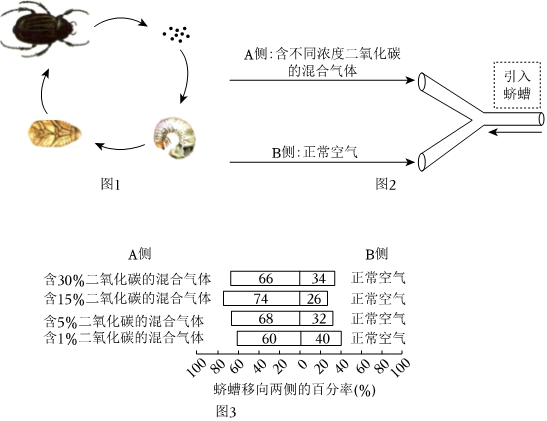 A侧:含不同浓度二氧化碳
的混合气体
引入
蛴螬
B侧:正常空气
图1
图2
A侧
B侧
含30%二氧化碳的混合气体 66 34 正常空气
含15%二氧化碳的混合气体 74 26 正常空气
含5%二氧化碳的混合气体 68 32 正常空气
含1%二氧化碳的混合气体 60 40 正常空气
100 80 60 40 20 0 20 40 60 80 100
蛴螬移向两侧的百分率(%)
图3